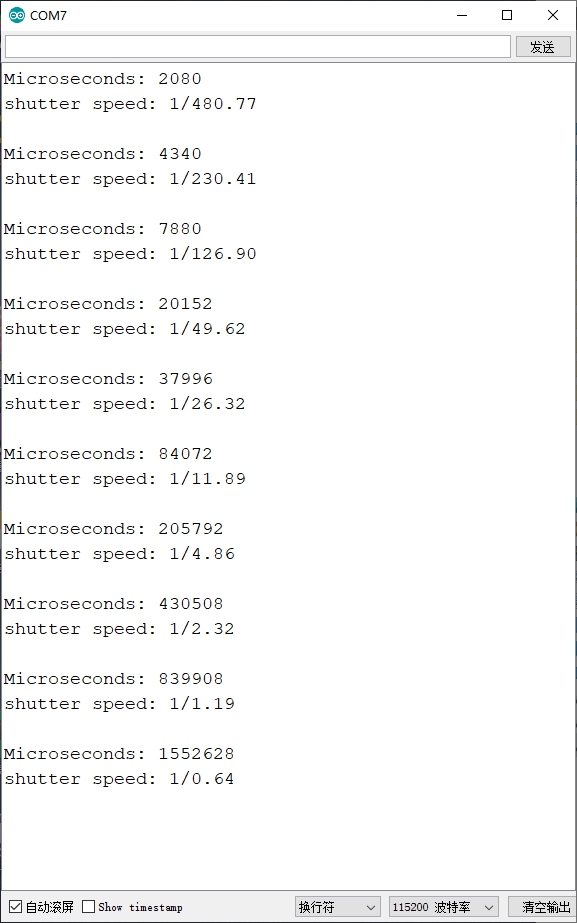 COM7
发送
Microseconds: 2080
shutter speed: 1/480.77
Microseconds: 4340
shutter speed: 1/230.41
Microseconds: 7880
shutter speed: 1/126.90
Microseconds: 20152
shutter speed: 1/49.62
Microseconds: 37996
shutter speed: 1/26.32
Microseconds: 84072
shutter speed: 1/11.89
Microseconds: 205792
shutter speed: 1/4.86
Microseconds: 430508
shutter speed: 1/2.32
Microseconds: 839908
shutter speed: 1/1.19
Microseconds: 1552628
shutter speed: 1/0.64
自动滚屏 Show timestamp 换行符 115200 波特率 清空输出